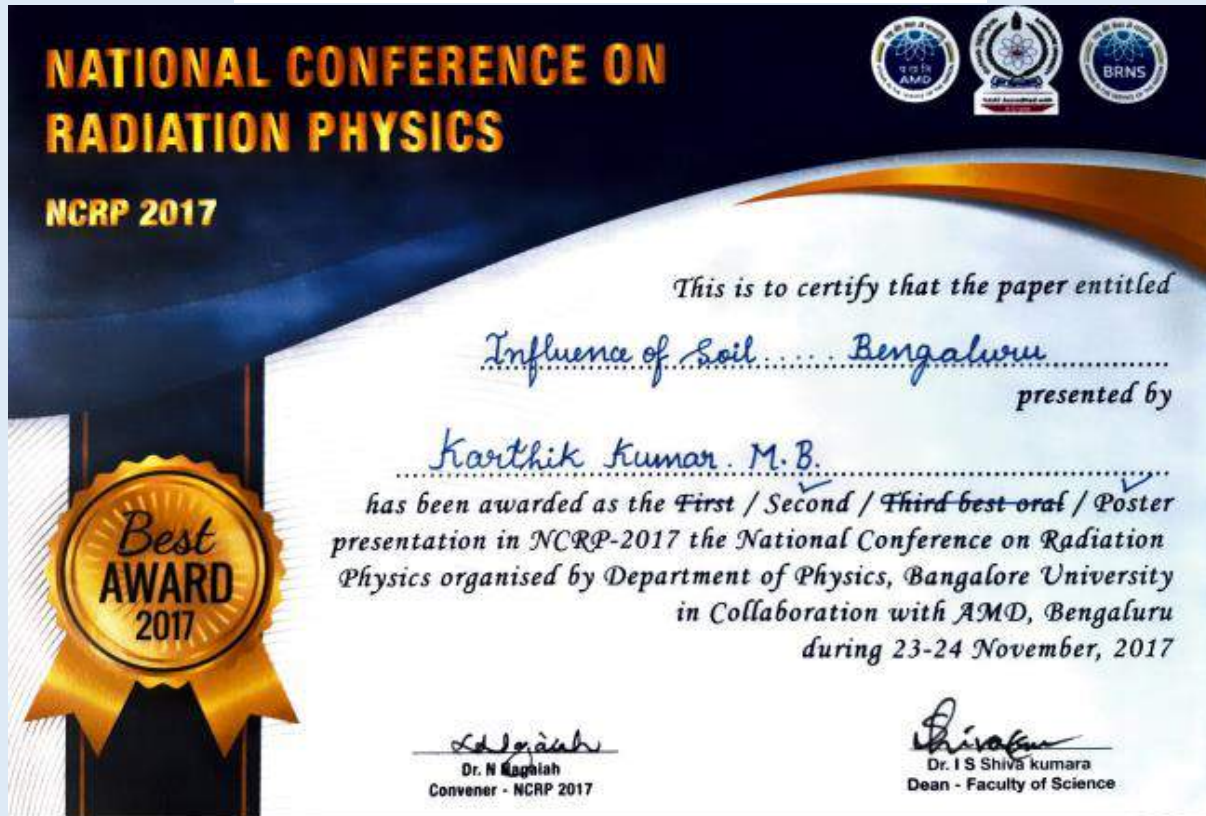 NATIONAL CONFERENCE ON
RADIATION PHYSICS
NCRP 2017
AMD
BRNS
This is to certify that the paper entitled
Influence of Soil ..... Bengaluru
presented by
Karthik Kumar. M.B.
has been awarded as the First / Second / Third best oral / Poster
presentation in NCRP-2017 the National Conference on Radiation
Physics organised by Department of Physics, Bangalore University
in Collaboration with AMD, Bengaluru
during 23-24 November, 2017
Best
AWARD
2017
Dr. N Nagaiah
Convener - NCRP 2017
Dr. I S Shiva kumara
Dean - Faculty of Science